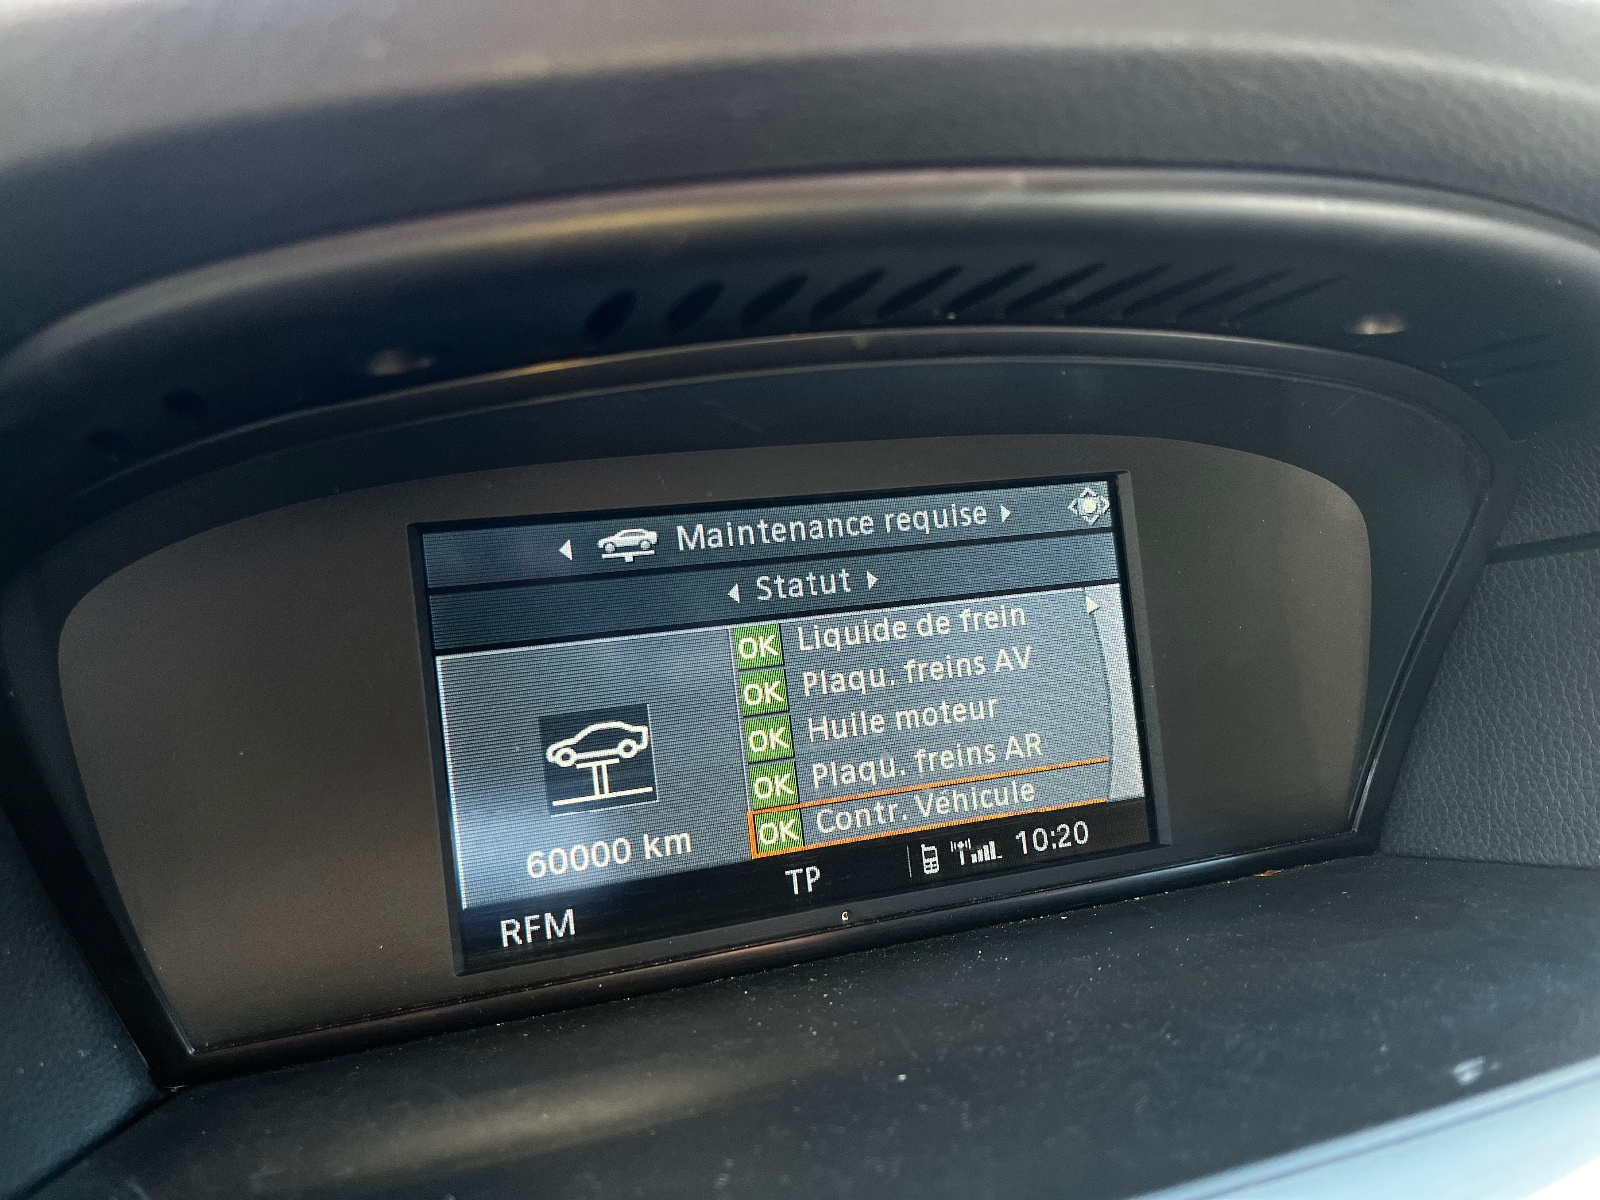 Maintenance requise
Statut
OK Liquide de frein
OK Plaqu. freins AV
OK Huile moteur
OK Plaqu. freins AR
OK Contr. Véhicule
60000 km
TP 10:20
RFM